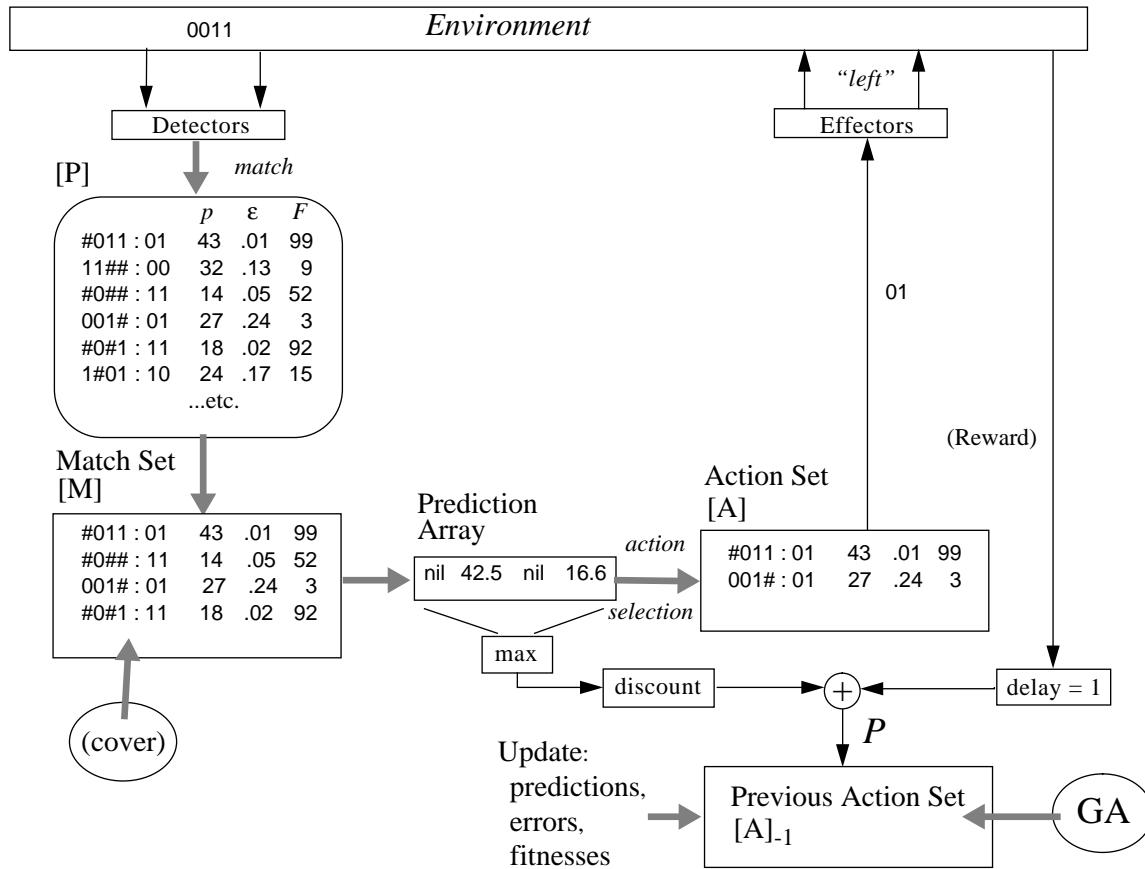 0011 Environment
"left"
Detectors
Effectors
match
[P]
p ε F
#011 : 01 43 .01 99
11## : 00 32 .13 9
#0## : 11 14 .05 52
001# : 01 27 .24 3
#0#1 : 11 18 .02 92
1#01 : 10 24 .17 15
...etc.
01
(Reward)
Match Set
[M]
#011 : 01 43 .01 99
#0## : 11 14 .05 52
001# : 01 27 .24 3
#0#1 : 11 18 .02 92
(cover)
Prediction
Array
nil 42.5 nil 16.6
action
selection
Action Set
[A]
#011 : 01 43 .01 99
001# : 01 27 .24 3
max
discount
+
delay = 1
P
Update:
predictions,
errors,
fitnesses
Previous Action Set
[A]-1
GA